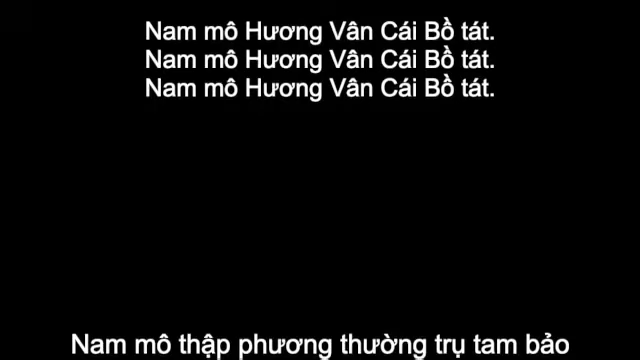 Nam mô Hương Vân Cái Bồ tát.
Nam mô Hương Vân Cái Bồ tát.
Nam mô Hương Vân Cái Bồ tát.
Nam mô thập phương thường trụ tam bảo